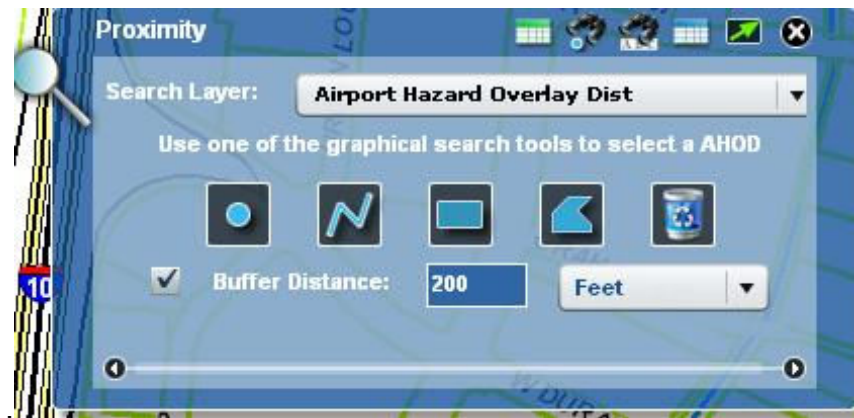 Proximity
Search Layer: Airport Hazard Overlay Dist
Use one of the graphical search tools to select a AHOD
Buffer Distance: 200 Feet
10